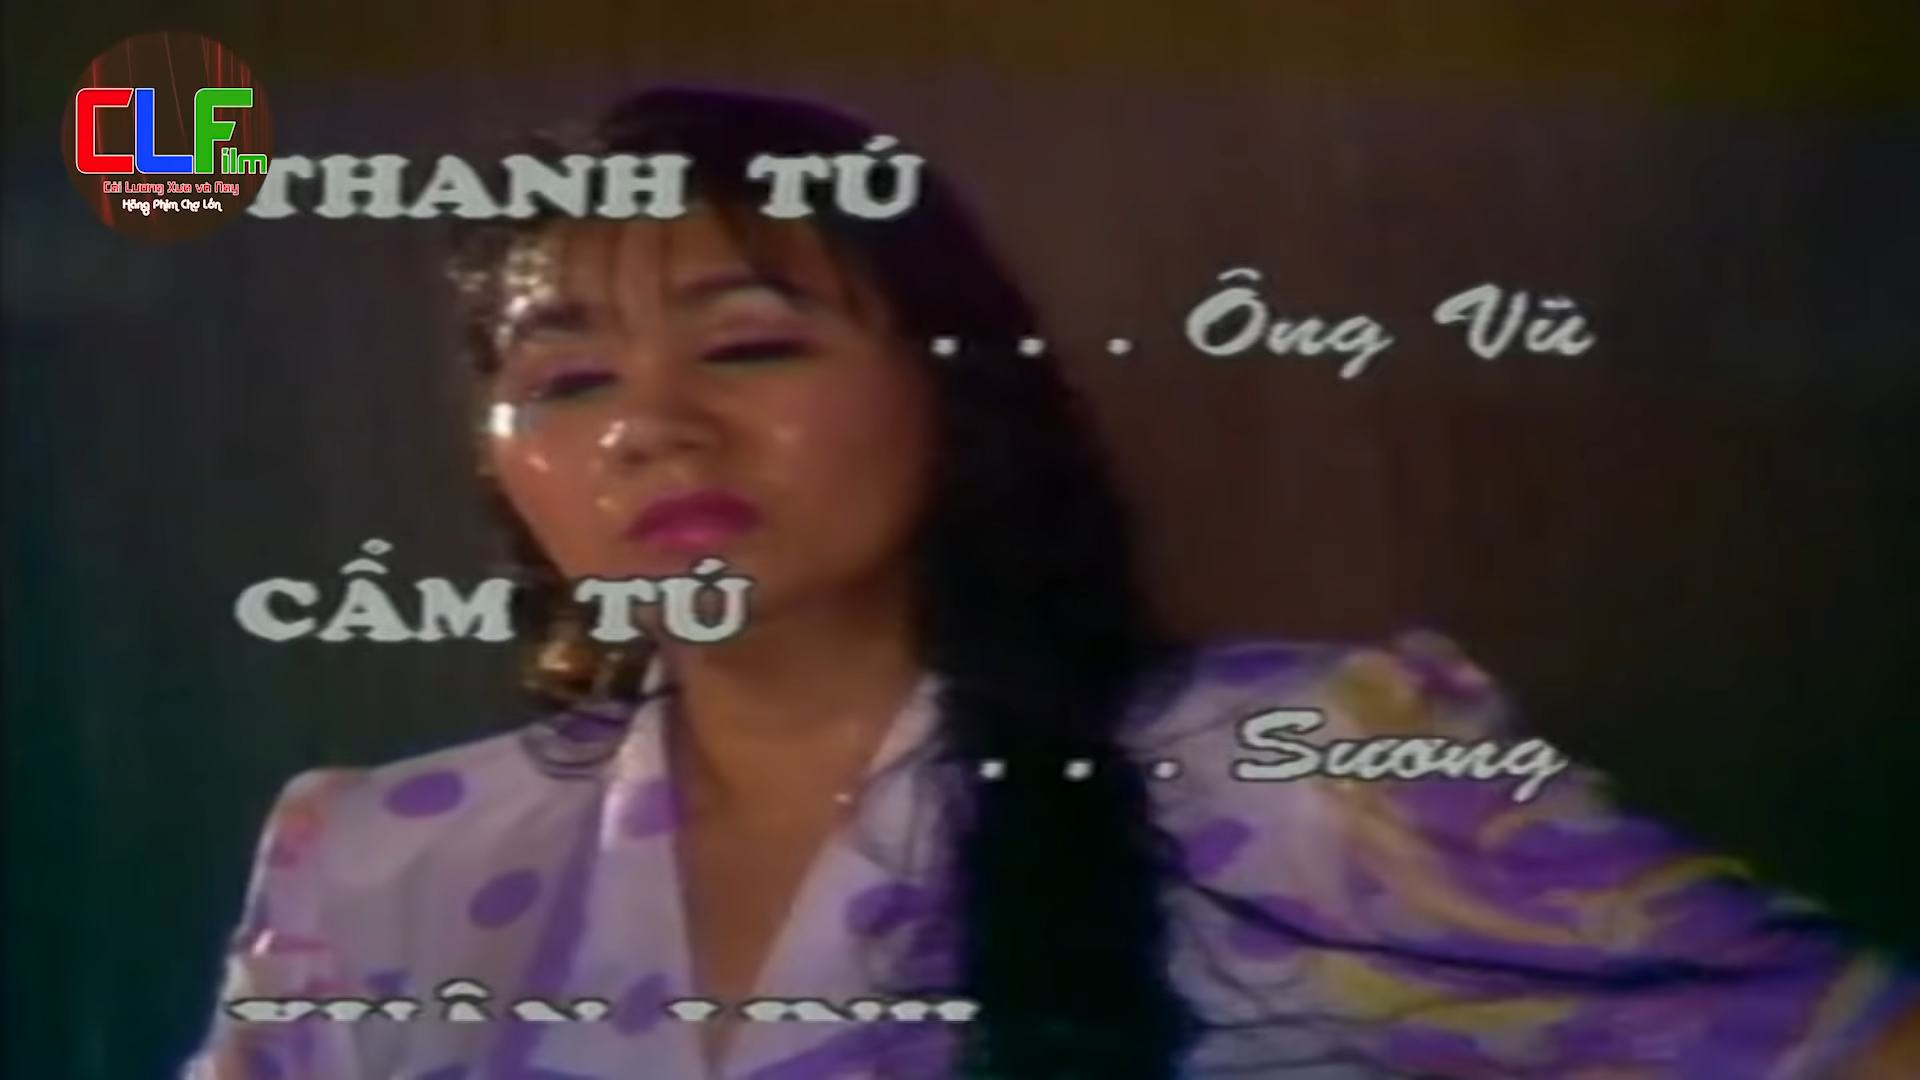 CLFilm
Cải Lương Xưa và Nay
Hãng Phim Chợ Lớn
THANH TÚ
. . . Ông Vũ
CẨM TÚ
. . . Sương